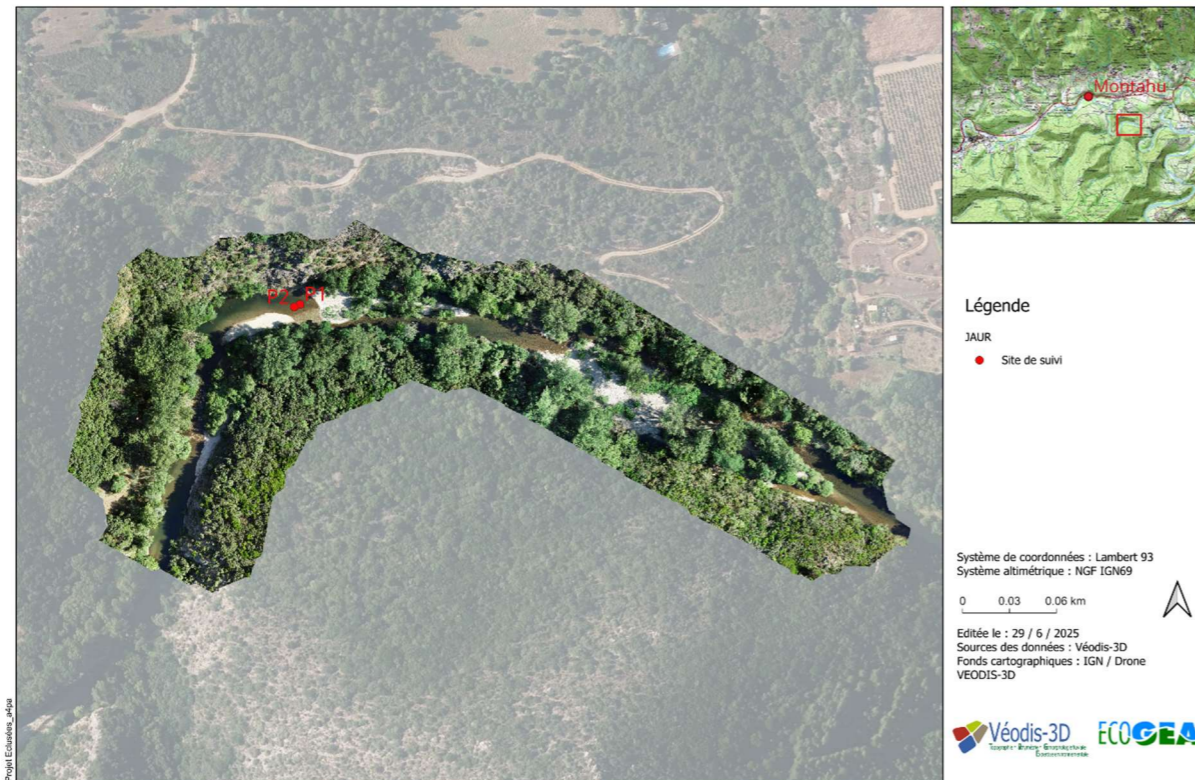 Montahu
P2 P1
Légende
JAUR
Site de suivi
Système de coordonnées : Lambert 93
Système altimétrique : NGF IGN69
0 0.03 0.06 km
Editée le : 29 / 6 / 2025
Sources des données : Véodis-3D
Fonds cartographiques : IGN / Drone
VEODIS-3D
Véodis-3D
ECOGEA
Projet Eclusées_a4pa